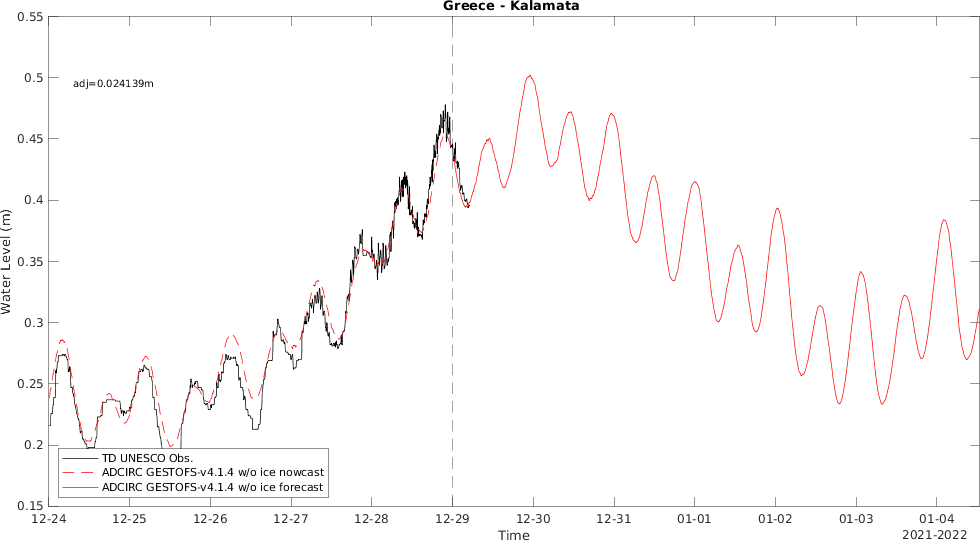 Greece - Kalamata
0.55
0.5
0.45
0.4
0.35
0.3
0.25
0.2
0.15
Water Level (m)
adj=0.024139m
TD UNESCO Obs.
ADCIRC GESTOFS-v4.1.4 w/o ice nowcast
ADCIRC GESTOFS-v4.1.4 w/o ice forecast
12-24 12-25 12-26 12-27 12-28 12-29 12-30 12-31 01-01 01-02 01-03 01-04
Time
2021-2022